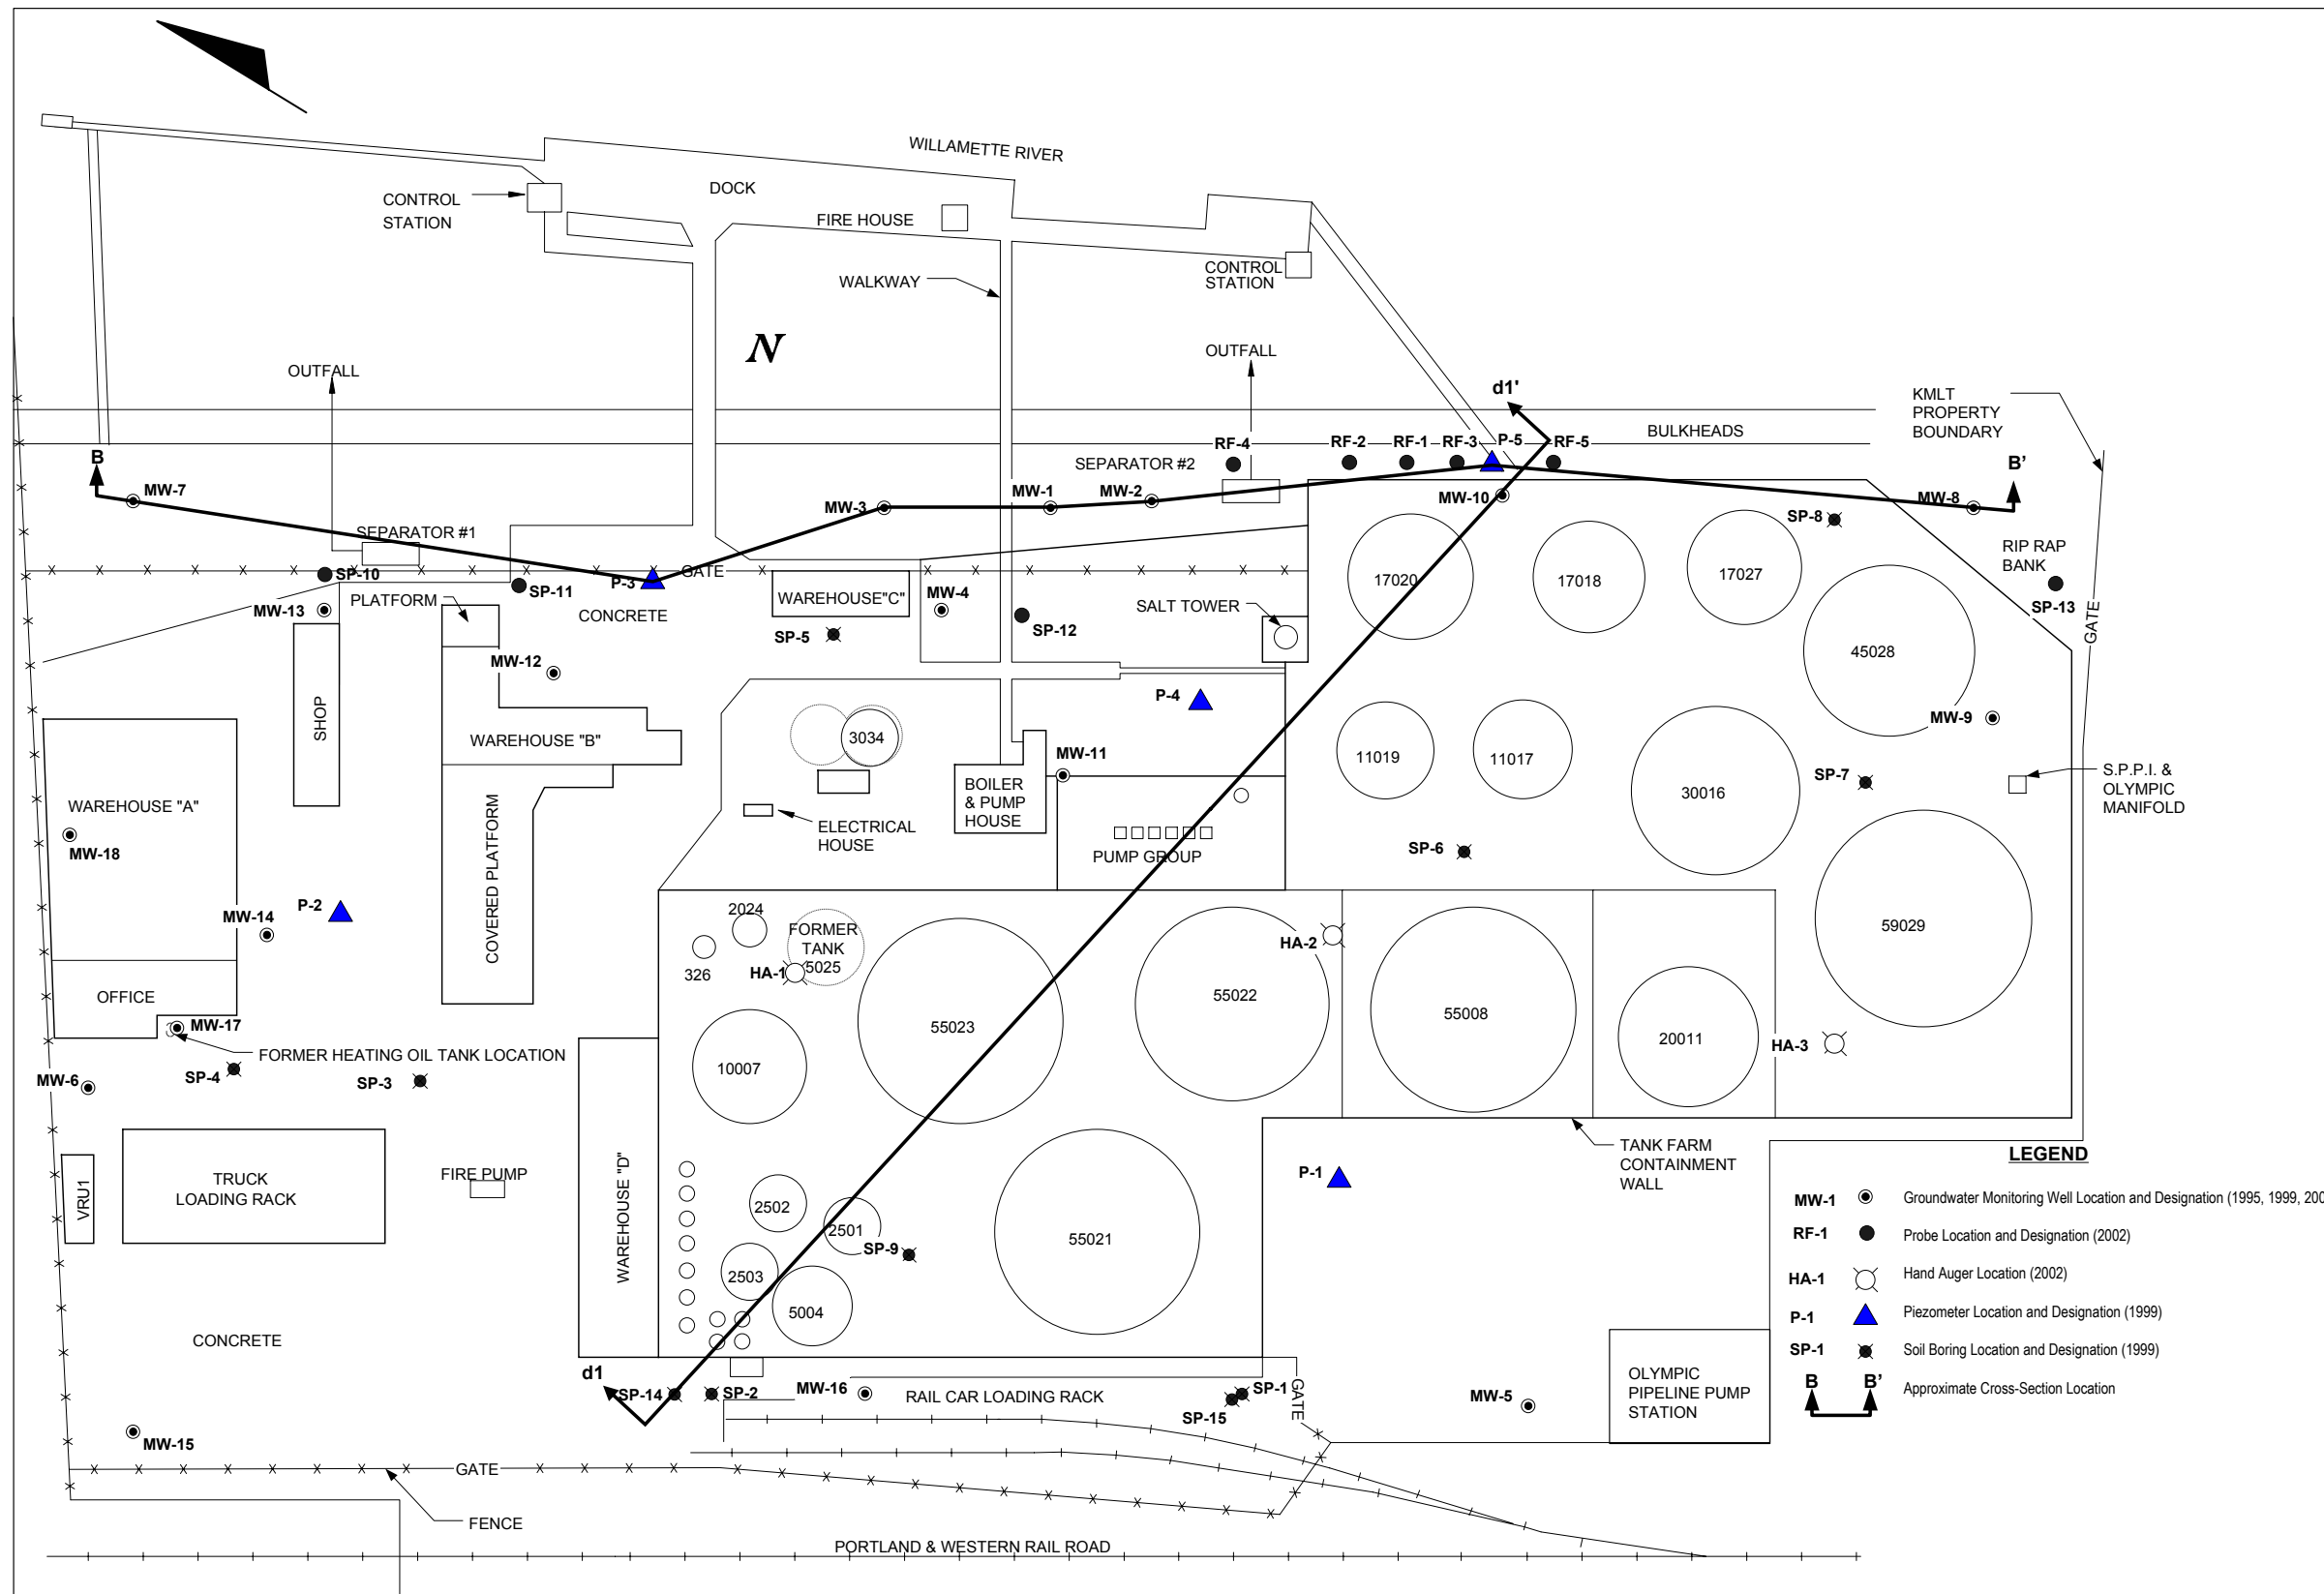 WILLAMETTE RIVER
DOCK
CONTROL
STATION
FIRE HOUSE
WALKWAY
CONTROL
STATION
N
OUTFALL
OUTFALL
d1'
KMLT
PROPERTY
BOUNDARY
BULKHEADS
RF-4
RF-2
RF-1
RF-3
P-5
RF-5
B
B’
SEPARATOR #2
MW-7
MW-3
MW-1
MW-2
MW-10
MW-8
SP-8
SEPARATOR #1
RIP RAP
BANK
SP-10
SP-11
P-3
GATE
CONCRETE
PLATFORM
MW-13
WAREHOUSE"C"
MW-4
SP-5
SP-12
SALT TOWER
17020
17018
17027
SP-13
GATE
45028
MW-12
SHOP
WAREHOUSE "B"
P-4
MW-9
3034
11019
11017
MW-11
30016
SP-7
S.P.P.I. &
OLYMPIC
MANIFOLD
WAREHOUSE "A"
MW-18
COVERED PLATFORM
ELECTRICAL
HOUSE
BOILER
& PUMP
HOUSE
PUMP GROUP
SP-6
P-2
MW-14
2024
FORMER
TANK
5025
326
HA-1
HA-2
59029
OFFICE
55023
55022
55008
20011
HA-3
MW-17
FORMER HEATING OIL TANK LOCATION
SP-4
SP-3
MW-6
10007
TRUCK
LOADING RACK
VRU1
FIRE PUMP
WAREHOUSE "D"
2502
2501
SP-9
2503
5004
55021
P-1
TANK FARM
CONTAINMENT
WALL
CONCRETE
d1
SP-14
SP-2
MW-16
RAIL CAR LOADING RACK
SP-1
SP-15
GATE
MW-5
OLYMPIC
PIPELINE PUMP
STATION
MW-15
GATE
FENCE
PORTLAND & WESTERN RAIL ROAD
LEGEND
MW-1 Groundwater Monitoring Well Location and Designation (1995, 1999, 200
RF-1 Probe Location and Designation (2002)
HA-1 Hand Auger Location (2002)
P-1 Piezometer Location and Designation (1999)
SP-1 Soil Boring Location and Designation (1999)
B B’ Approximate Cross-Section Location